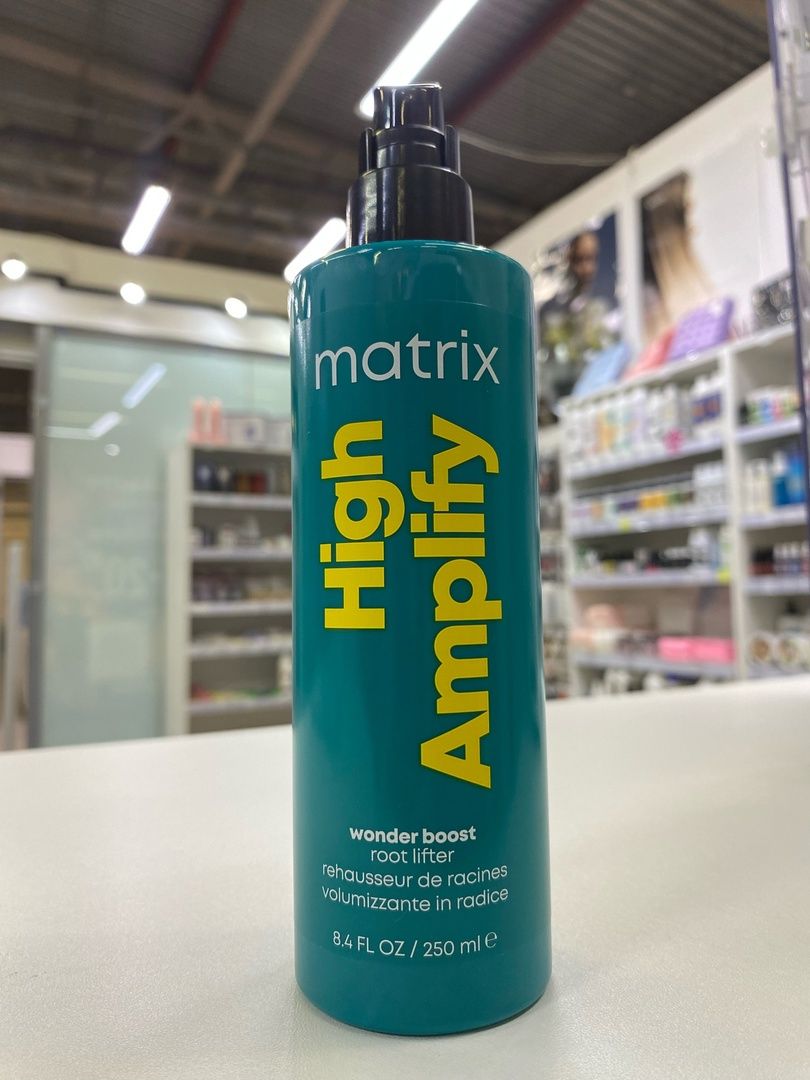 matrix
High
Amplify
wonder boost
root lifter
rehausseur de racines
volumizzante in radice
8.4 FL OZ / 250 ml ℮